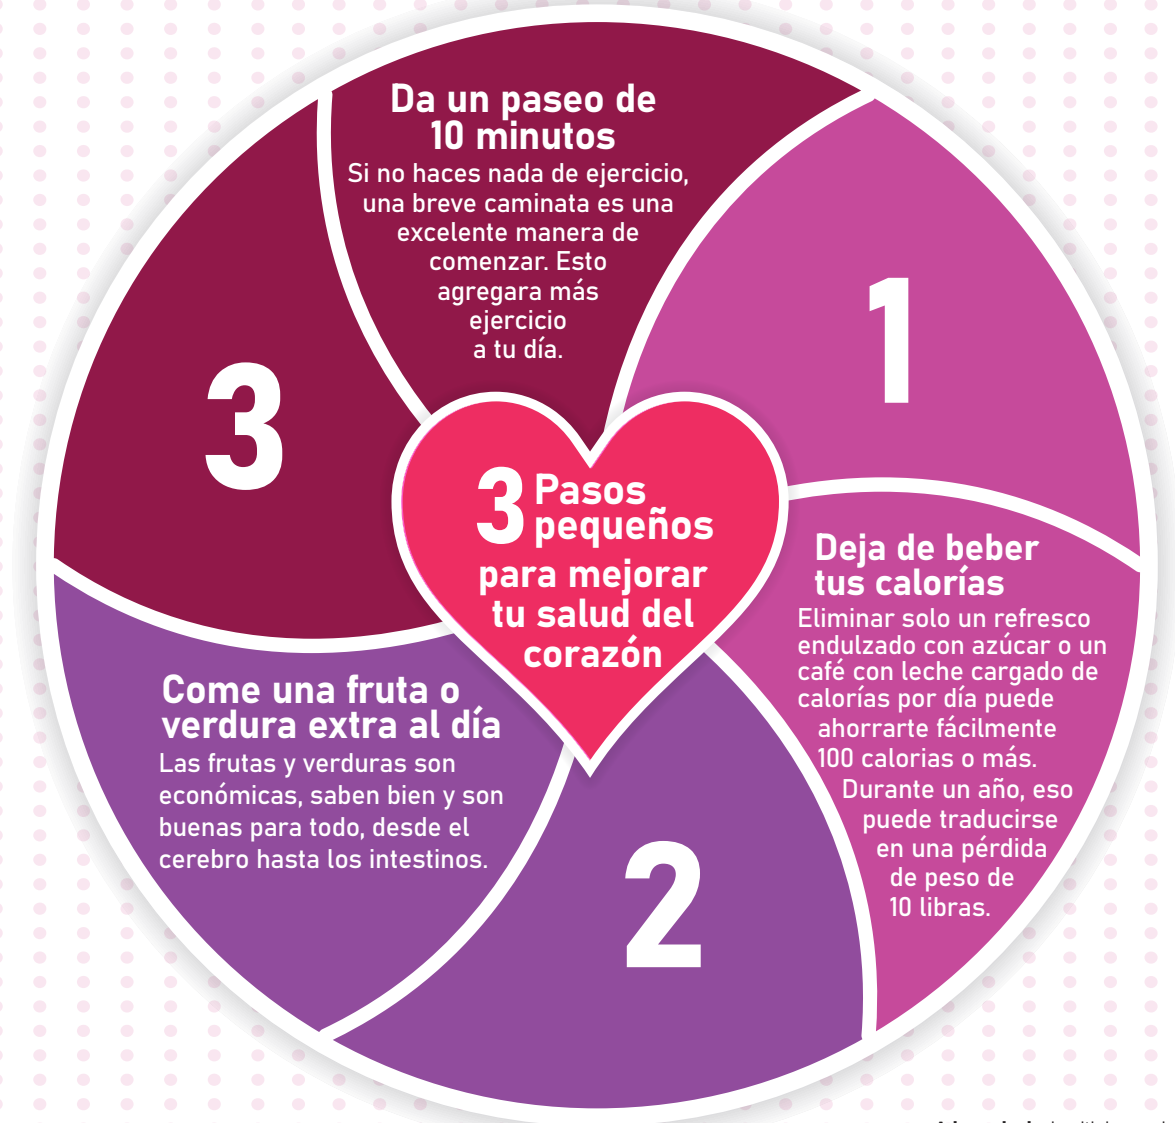 3 Pasos
pequeños
para mejorar
tu salud del
corazón
1
Deja de beber
tus calorías
Eliminar solo un refresco
endulzado con azúcar o un
café con leche cargado de
calorías por día puede
ahorrarte fácilmente
100 calorias o más.
Durante un año, eso
puede traducirse
en una pérdida
de peso de
10 libras.
2
Come una fruta o
verdura extra al día
Las frutas y verduras son
económicas, saben bien y son
buenas para todo, desde el
cerebro hasta los intestinos.
3
Da un paseo de
10 minutos
Si no haces nada de ejercicio,
una breve caminata es una
excelente manera de
comenzar. Esto
agregara más
ejercicio
a tu día.